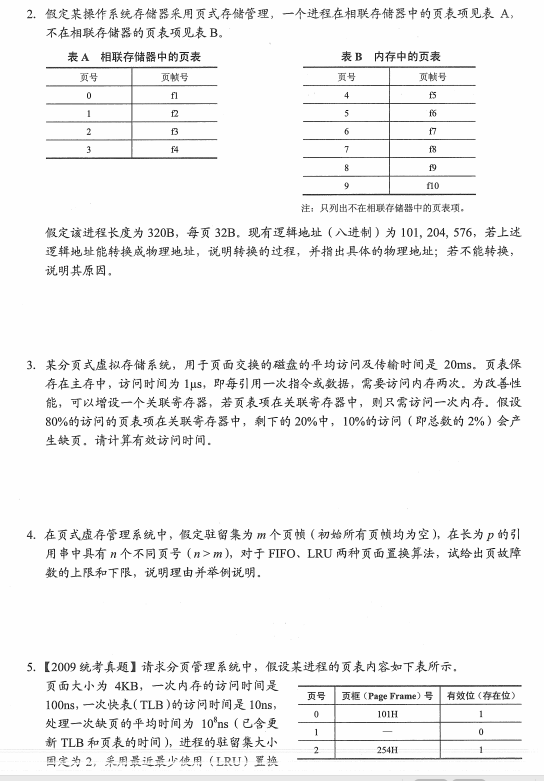 2. 假定某操作系统存储器采用页式存储管理，一个进程在相联存储器中的页表项见表 A，
不在相联存储器的页表项见表 B。
表 A 相联存储器中的页表
页号 页帧号
0 f1
1 f2
2 f3
3 f4
表 B 内存中的页表
页号 页帧号
4 f5
5 f6
6 f7
7 f8
8 f9
9 f10
注：只列出不在相联存储器中的页表项。
假定该进程长度为 320B，每页 32B。现有逻辑地址（八进制）为 101, 204, 576，若上述
逻辑地址能转换成物理地址，说明转换的过程，并指出具体的物理地址；若不能转换，
说明其原因。
3. 某分页式虚拟存储系统，用于页面交换的磁盘的平均访问及传输时间是 20ms。页表保
存在主存中，访问时间为 1μs，即每引用一次指令或数据，需要访问内存两次。为改善性
能，可以增设一个关联寄存器，若页表项在关联寄存器中，则只需访问一次内存。假设
80%的访问的页表项在关联寄存器中，剩下的 20%中，10%的访问（即总数的 2%）会产
生缺页。请计算有效访问时间。
4. 在页式虚存管理系统中，假定驻留集为 m 个页帧（初始所有页帧均为空），在长为 p 的引
用串中具有 n 个不同页号（n > m），对于 FIFO、LRU 两种页面置换算法，试给出页故障
数的上限和下限，说明理由并举例说明。
5. 【2009 统考真题】请求分页管理系统中，假设某进程的页表内容如下表所示。
页面大小为 4KB，一次内存的访问时间是
100ns，一次快表（TLB）的访问时间是 10ns，
处理一次缺页的平均时间为 10⁸ns（已含更
新 TLB 和页表的时间），进程的驻留集大小
固定为 2，采用最近最少使用（LRU）置换
页号 页框（Page Frame）号 有效位（存在位）
0 101H 1
1 — 0
2 254H 1